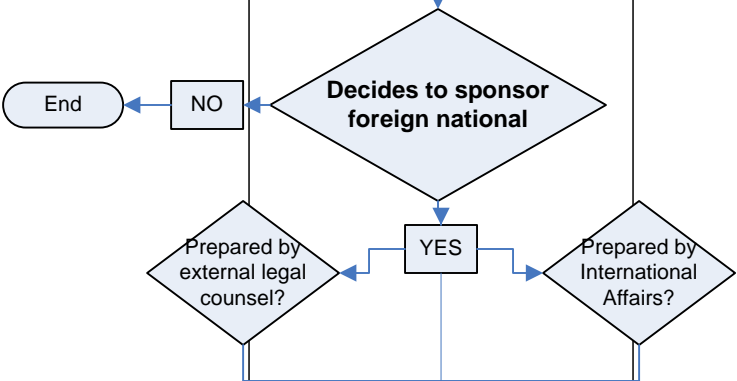 Decides to sponsor
foreign national
End
NO
YES
Prepared by
external legal
counsel?
Prepared by
International
Affairs?